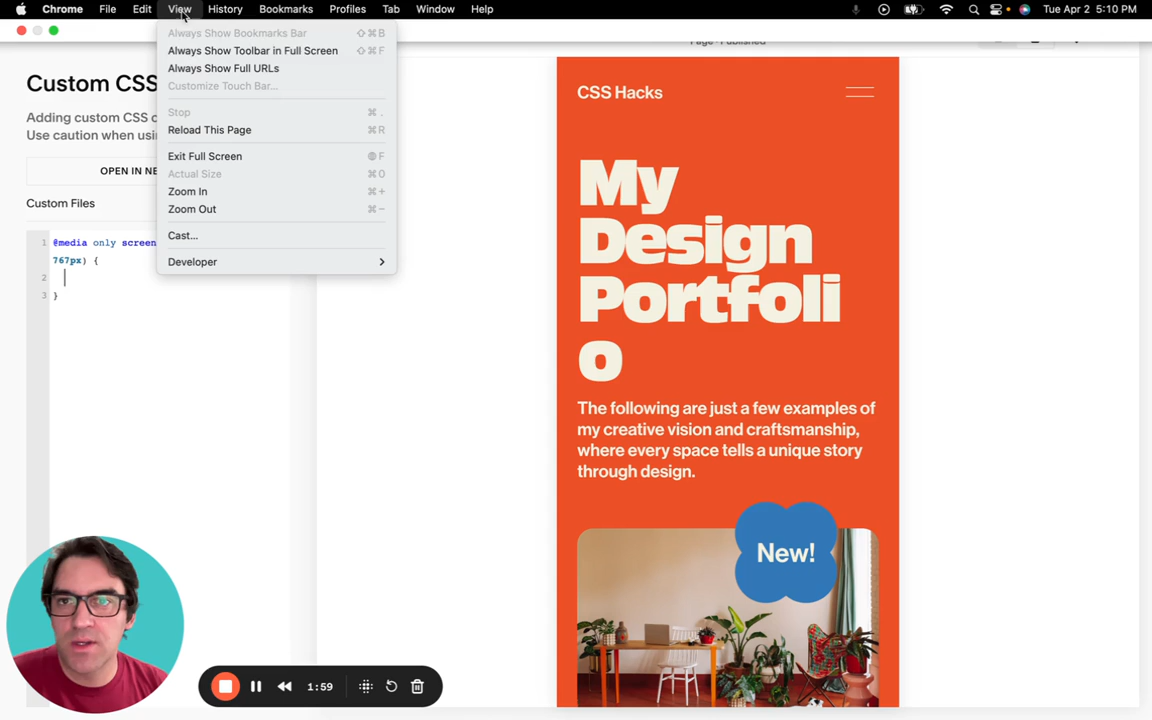 Chrome File Edit View History Bookmarks Profiles Tab Window Help Tue Apr 2 5:10 PM
Always Show Bookmarks Bar ⇧⌘B
Always Show Toolbar in Full Screen ⇧⌘F
Always Show Full URLs
Customize Touch Bar...
Stop ⌘.
Reload This Page ⌘R
Exit Full Screen F
Actual Size ⌘0
Zoom In ⌘+
Zoom Out ⌘−
Cast...
Developer
Custom CSS
Adding custom CSS
Use caution when
OPEN IN
Custom Files
1 @media only screen
767px) {
2
3 }
Page · Published
CSS Hacks
My
Design
Portfoli
o
The following are just a few examples of
my creative vision and craftsmanship,
where every space tells a unique story
through design.
New!
1:59